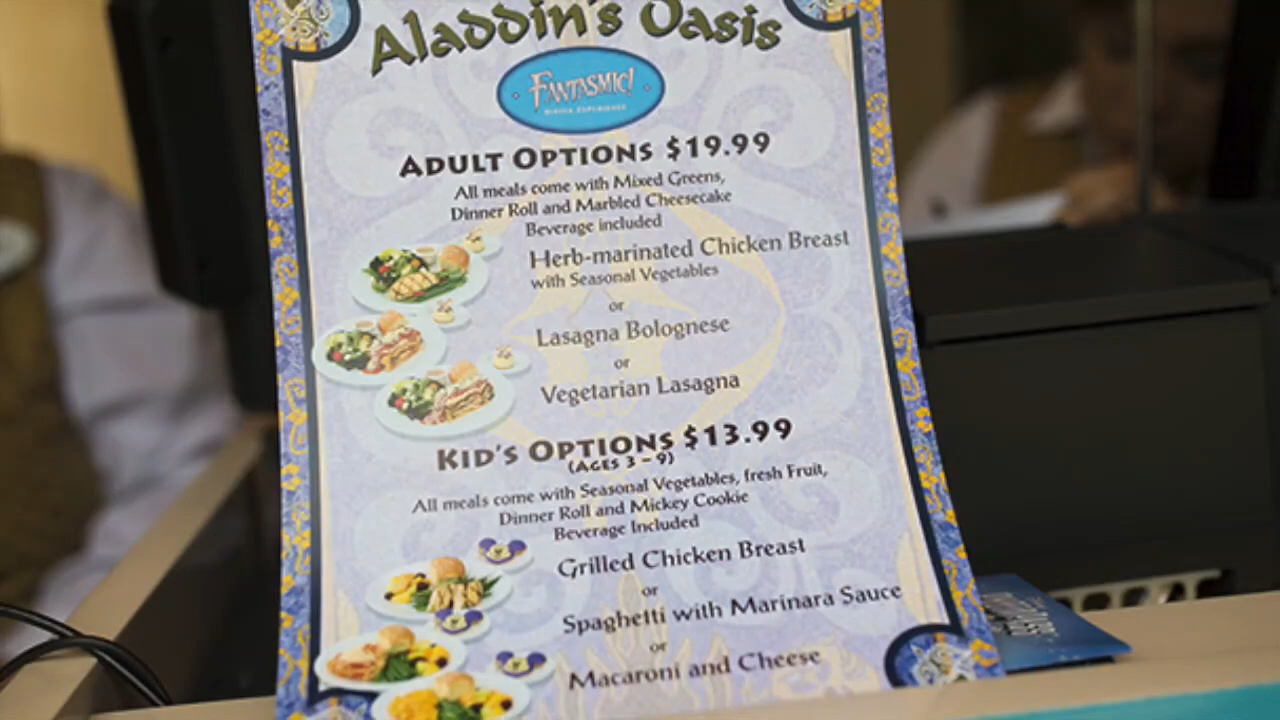 Aladdin's Oasis
FANTASMIC!
DINNER EXPERIENCE
ADULT OPTIONS $19.99
All meals come with Mixed Greens,
Dinner Roll and Marbled Cheesecake
Beverage included
Herb-marinated Chicken Breast
with Seasonal Vegetables
or
Lasagna Bolognese
or
Vegetarian Lasagna
KID'S OPTIONS $13.99
(AGES 3 – 9)
All meals come with Seasonal Vegetables, fresh Fruit,
Dinner Roll and Mickey Cookie
Beverage Included
Grilled Chicken Breast
or
Spaghetti with Marinara Sauce
or
Macaroni and Cheese